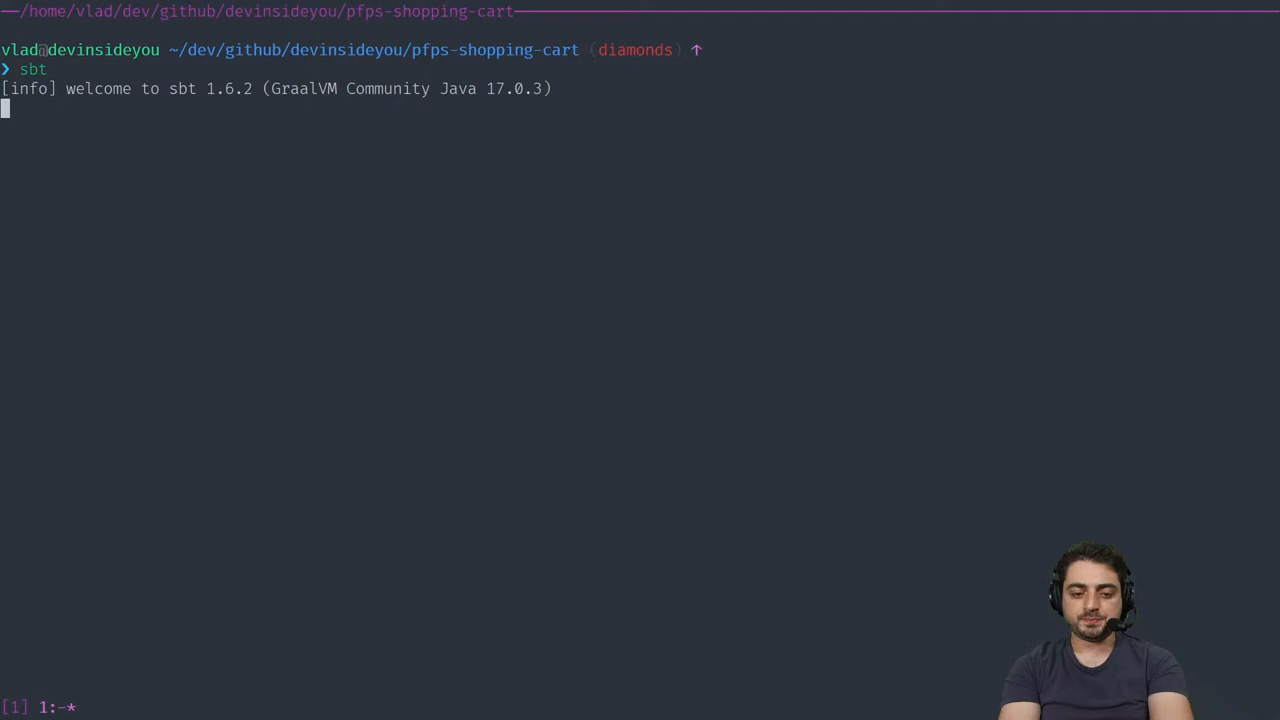 /home/vlad/dev/github/devinsideyou/pfps-shopping-cart
vlad@devinsideyou ~/dev/github/devinsideyou/pfps-shopping-cart (diamonds) ↑
❯ sbt
[info] welcome to sbt 1.6.2 (GraalVM Community Java 17.0.3)
[1] 1:-*